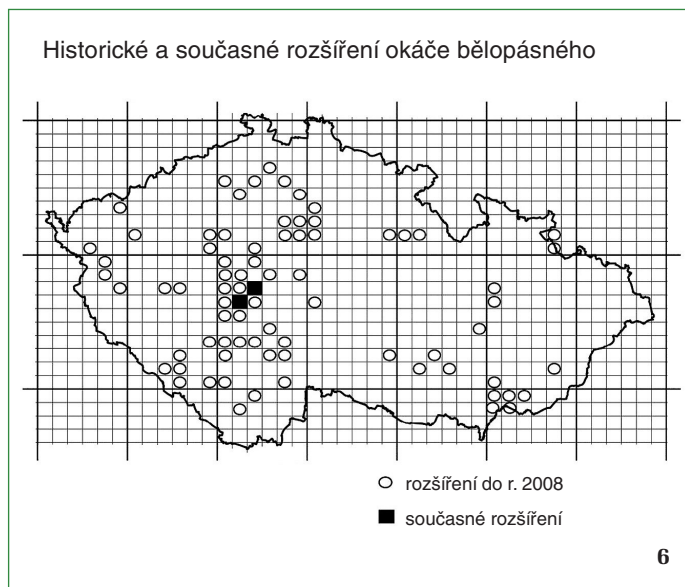 Historické a současné rozšíření okáče bělopásného
rozšíření do r. 2008
současné rozšíření
6